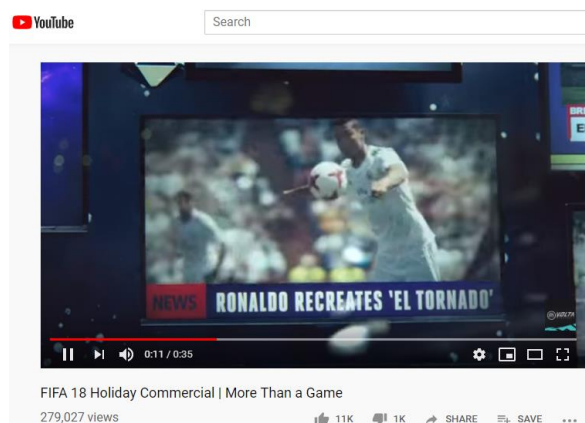 YouTube
Search
NEWS RONALDO RECREATES 'EL TORNADO'
0:11 / 0:35
FIFA 18 Holiday Commercial | More Than a Game
279,027 views
11K 1K SHARE SAVE